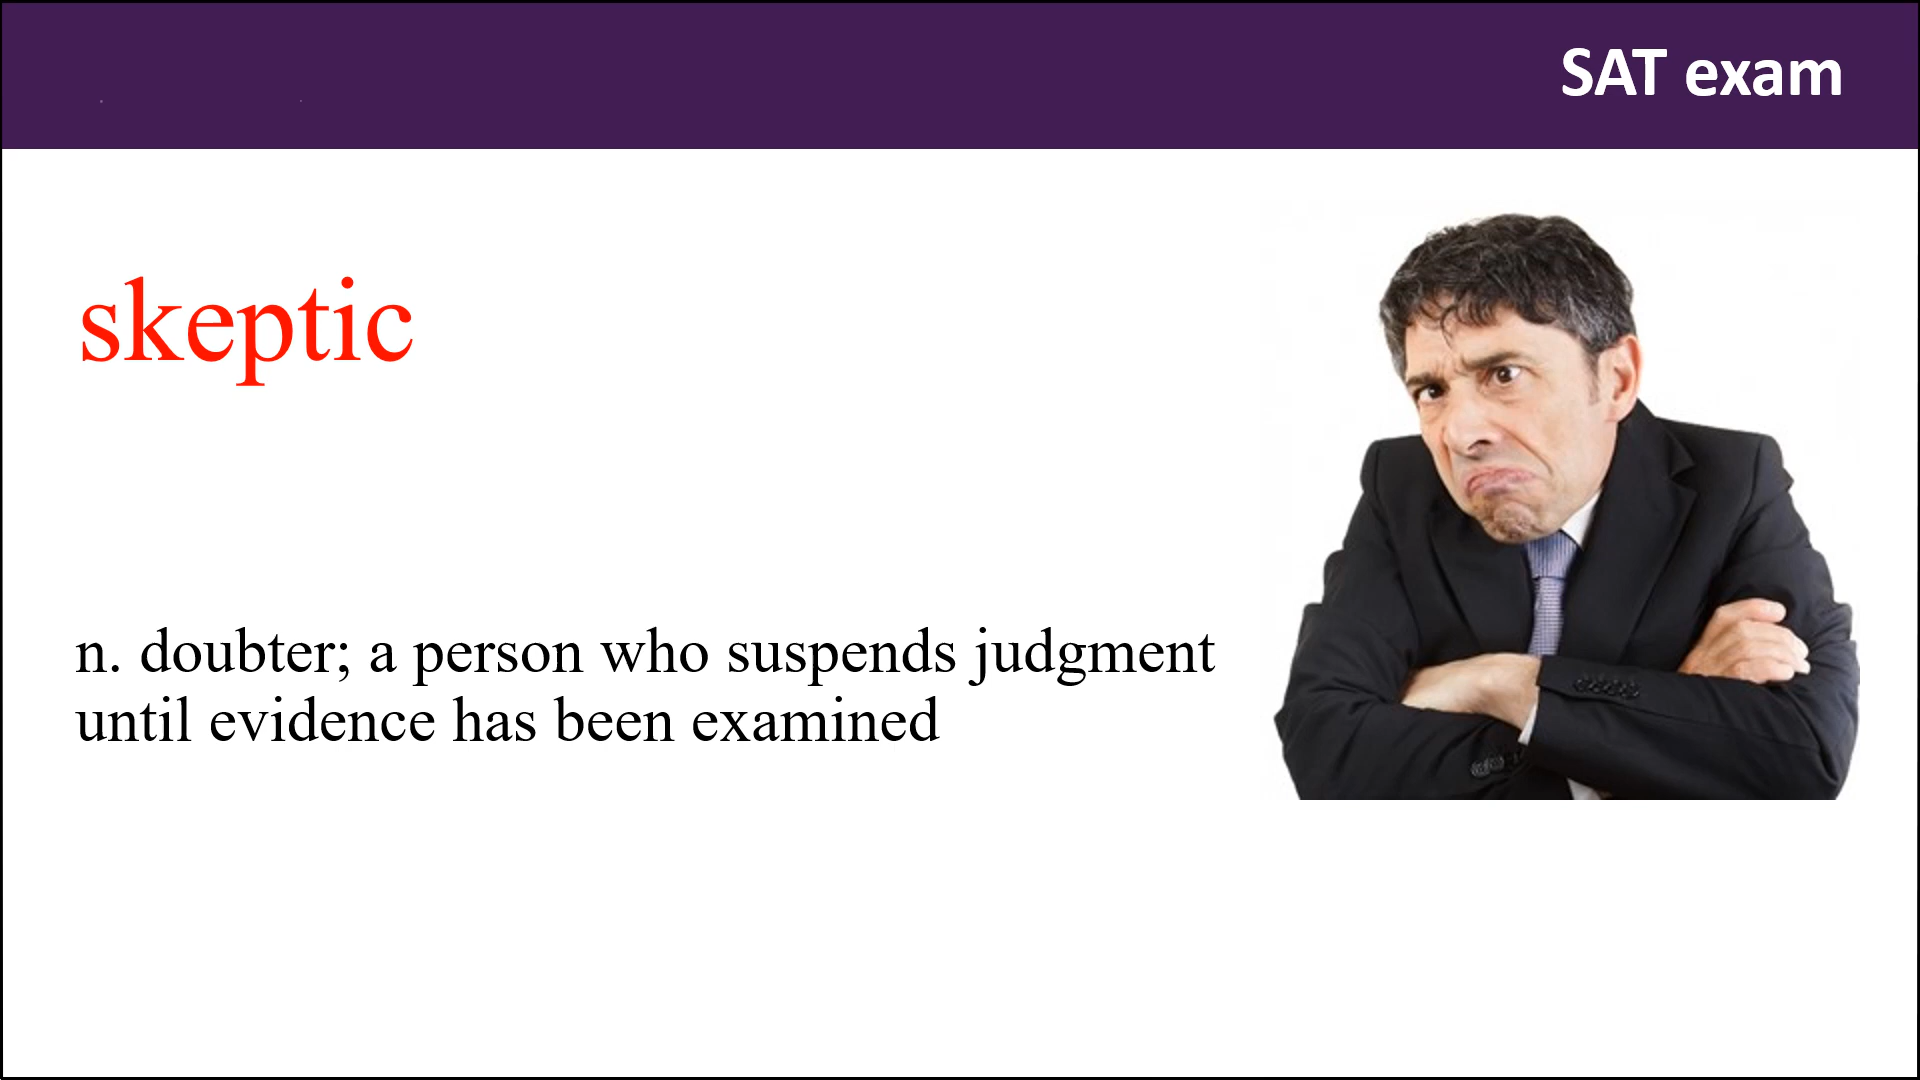 SAT exam
skeptic
n. doubter; a person who suspends judgment
until evidence has been examined